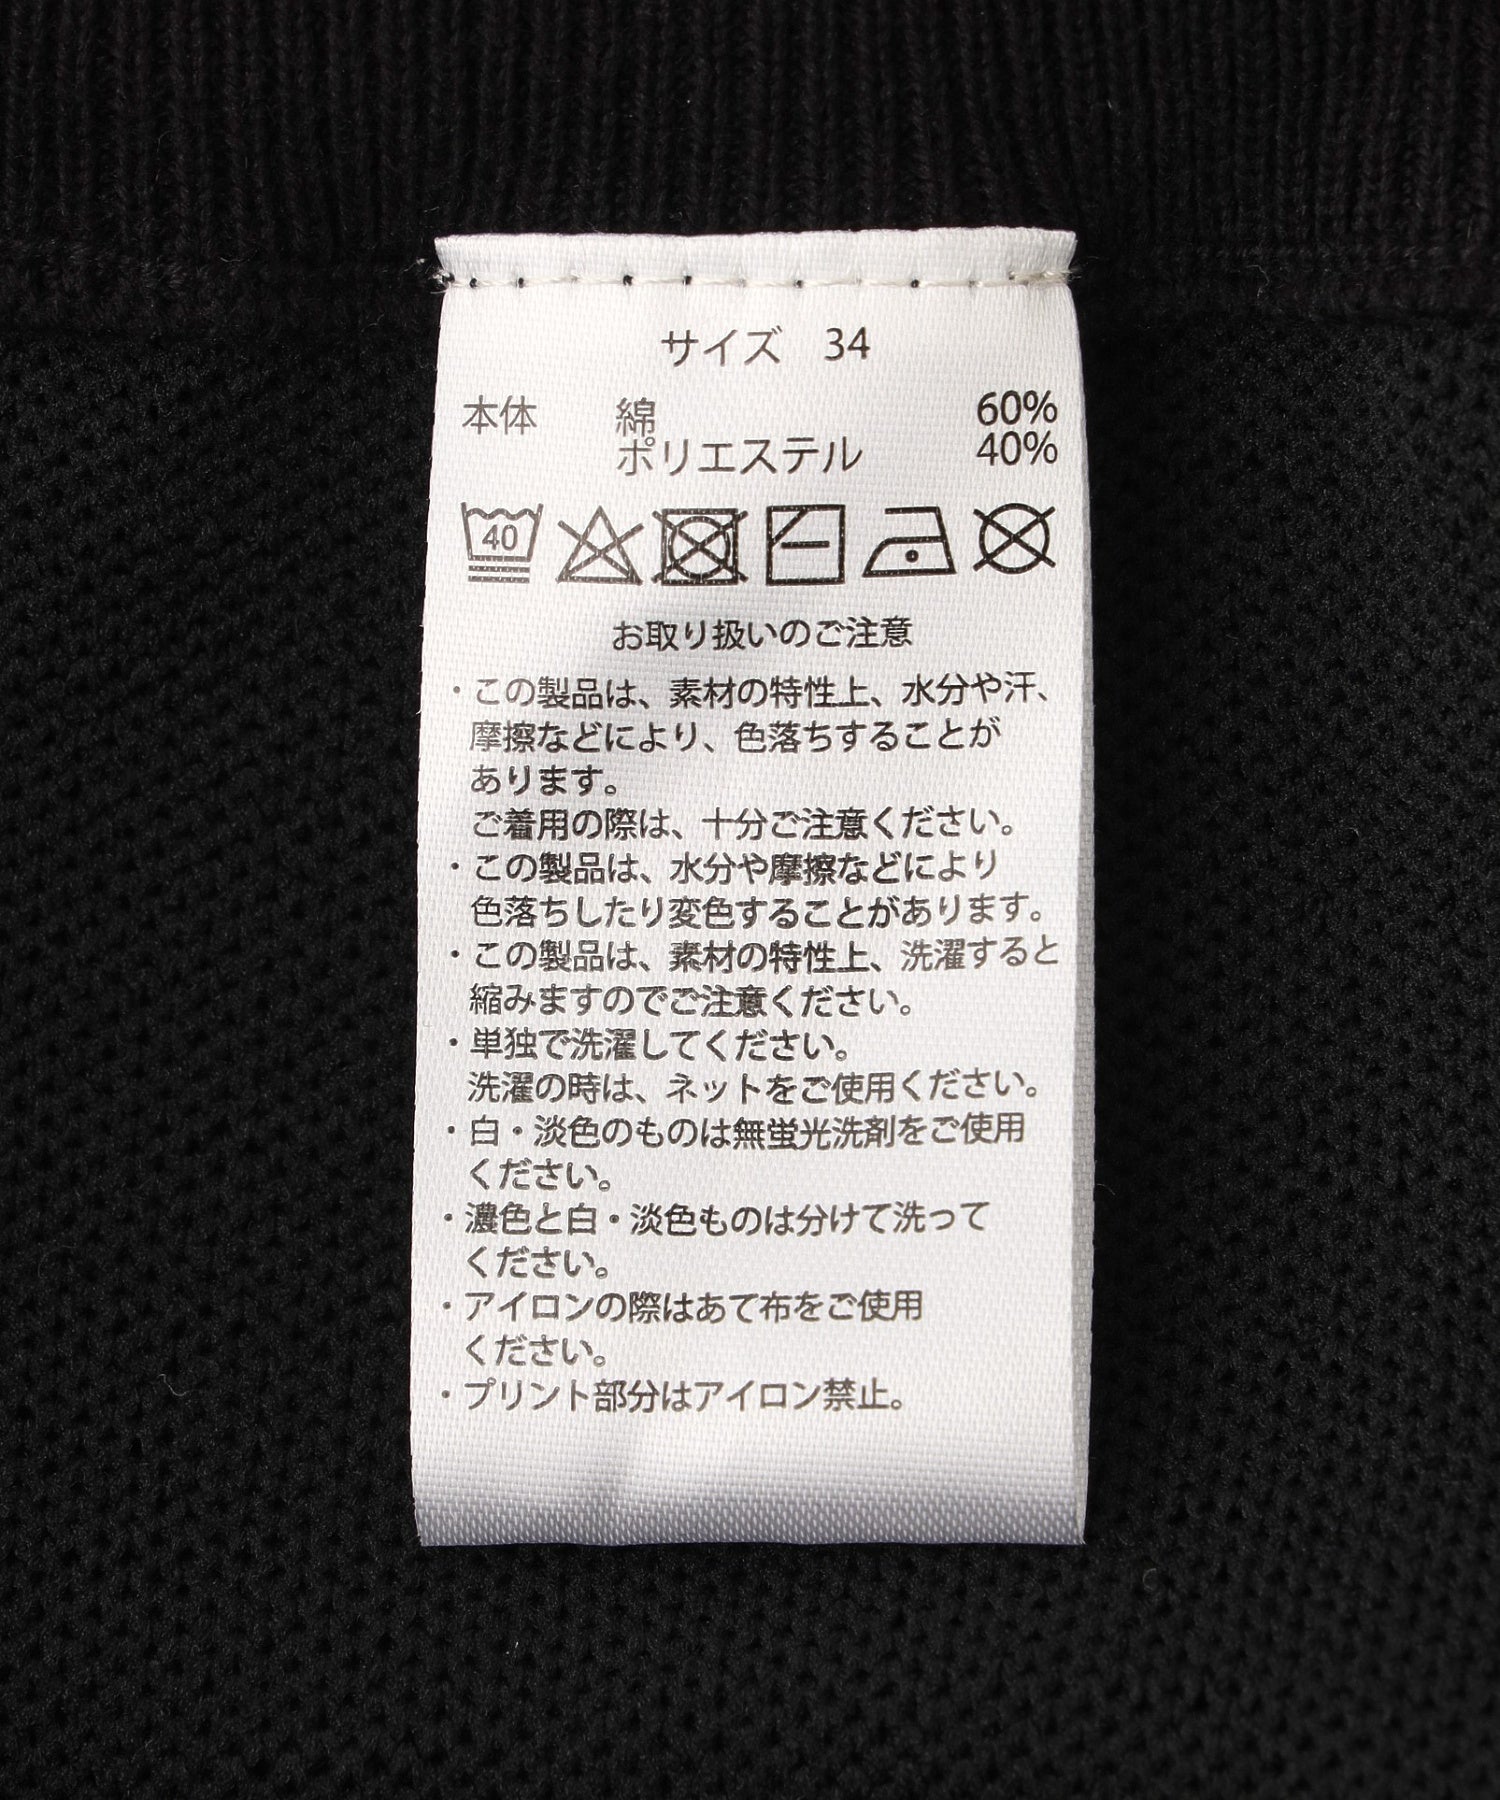 サイズ 34
本体 綿 60%
ポリエステル 40%
40
お取り扱いのご注意
・この製品は、素材の特性上、水分や汗、
摩擦などにより、色落ちすることが
あります。
ご着用の際は、十分ご注意ください。
・この製品は、水分や摩擦などにより
色落ちしたり変色することがあります。
・この製品は、素材の特性上、洗濯すると
縮みますのでご注意ください。
・単独で洗濯してください。
洗濯の時は、ネットをご使用ください。
・白・淡色のものは無蛍光洗剤をご使用
ください。
・濃色と白・淡色ものは分けて洗って
ください。
・アイロンの際はあて布をご使用
ください。
・プリント部分はアイロン禁止。